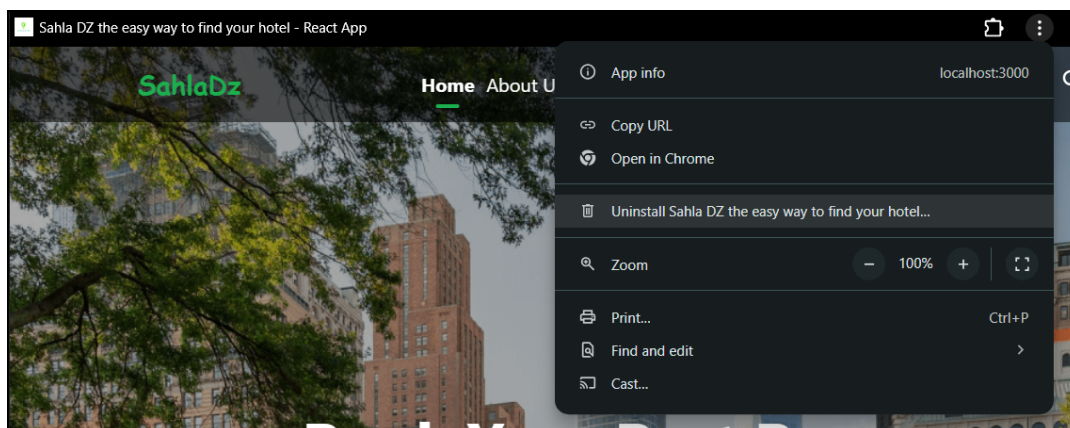 Sahla DZ the easy way to find your hotel - React App
SahlaDz
Home About U
App info localhost:3000
Copy URL
Open in Chrome
Uninstall Sahla DZ the easy way to find your hotel...
Zoom − 100% +
Print... Ctrl+P
Find and edit
Cast...